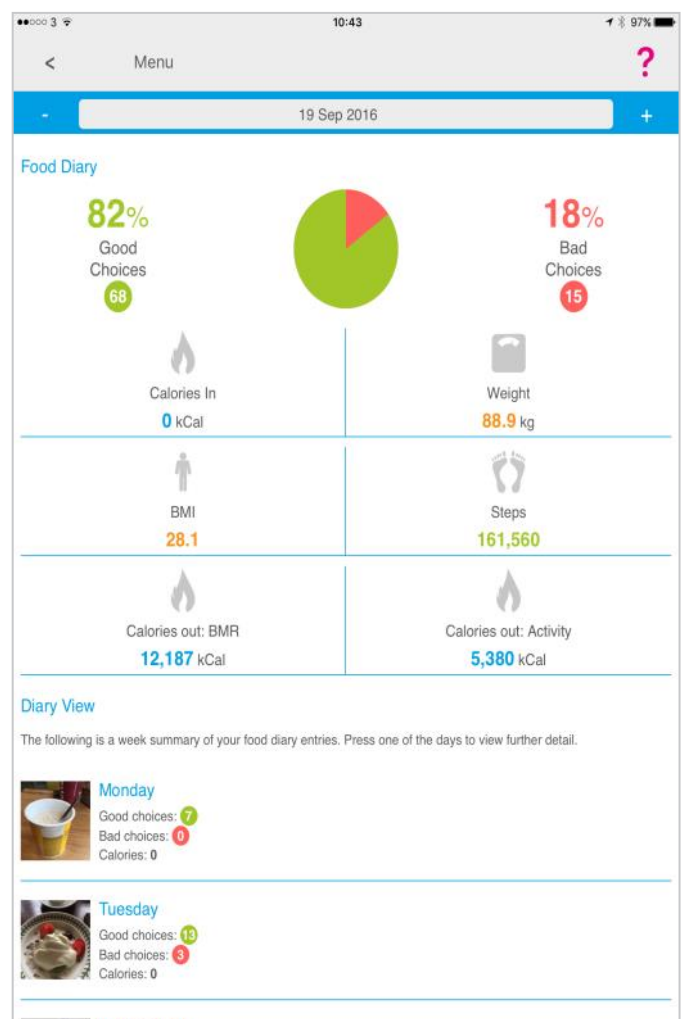 3 10:43 97%
< Menu ?
- 19 Sep 2016 +
Food Diary
82% 18%
Good Bad
Choices Choices
68 15
Calories In Weight
0 kCal 88.9 kg
BMI Steps
28.1 161,560
Calories out: BMR Calories out: Activity
12,187 kCal 5,380 kCal
Diary View
The following is a week summary of your food diary entries. Press one of the days to view further detail.
Monday
Good choices: 7
Bad choices: 0
Calories: 0
Tuesday
Good choices: 13
Bad choices: 3
Calories: 0